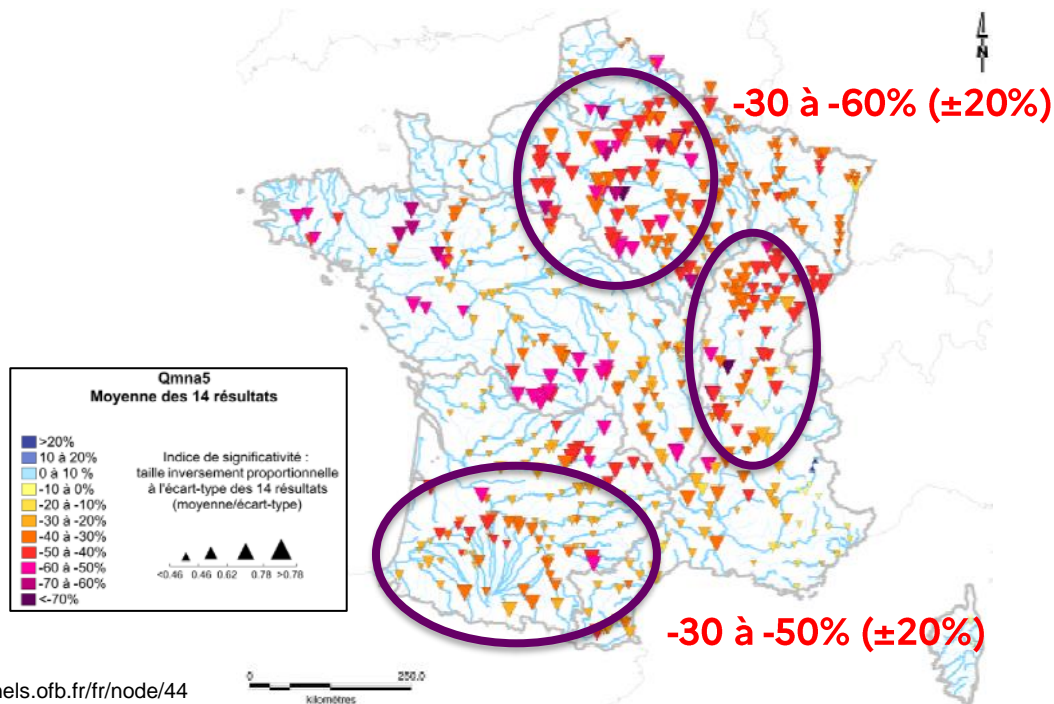 N
-30 à -60% (±20%)
Qmna5
Moyenne des 14 résultats
>20%
10 à 20%
0 à 10 %
-10 à 0%
-20 à -10%
-30 à -20%
-40 à -30%
-50 à -40%
-60 à -50%
-70 à -60%
<-70%
Indice de significativité :
taille inversement proportionnelle
à l'écart-type des 14 résultats
(moyenne/écart-type)
<0.46 0.46 0.62 0.78 >0.78
-30 à -50% (±20%)
nels.ofb.fr/fr/node/44
0 250.0
kilomètres